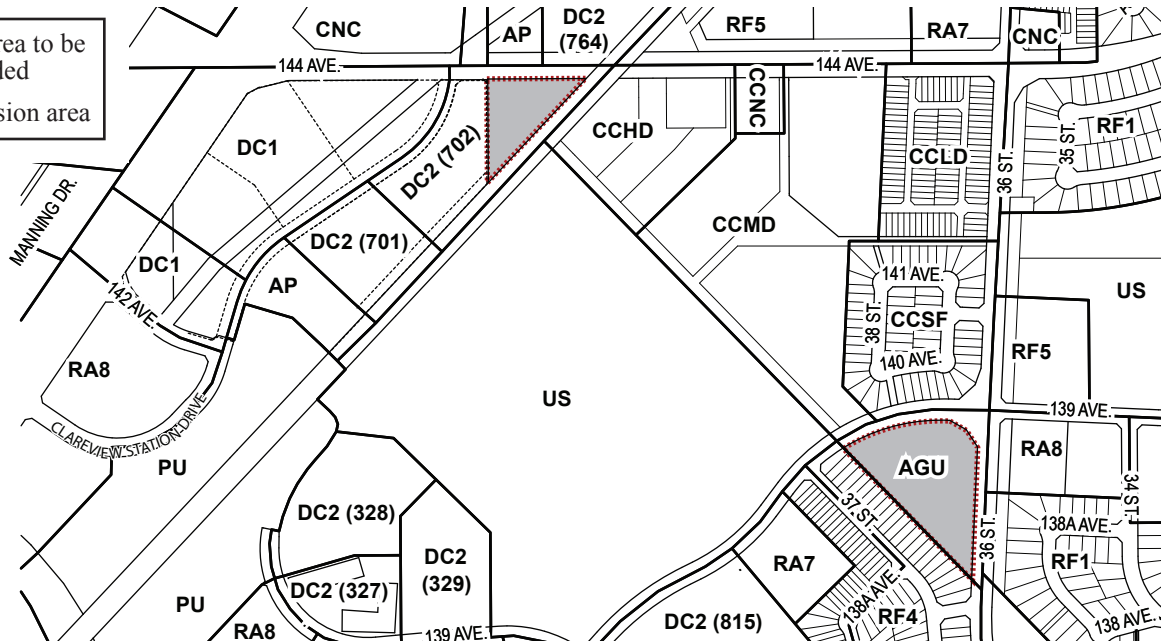 rea to be
ded
sion area
CNC
AP
DC2
(764)
RF5
RA7
CNC
144 AVE.
144 AVE.
CCNC
DC1
DC2 (702)
CCHD
CCLD
36 ST.
35 ST.
RF1
MANNING DR.
DC2 (701)
CCMD
DC1
AP
141 AVE.
US
142 AVE.
38 ST.
CCSF
RF5
140 AVE.
RA8
US
139 AVE.
CLAREVIEW STATION DRIVE
PU
AGU
RA8
34 ST.
DC2 (328)
37 ST.
36 ST.
138A AVE.
DC2
(329)
RA7
RF1
DC2 (327)
138A AVE.
PU
RF4
DC2 (815)
138 AVE.
RA8
139 AVE.